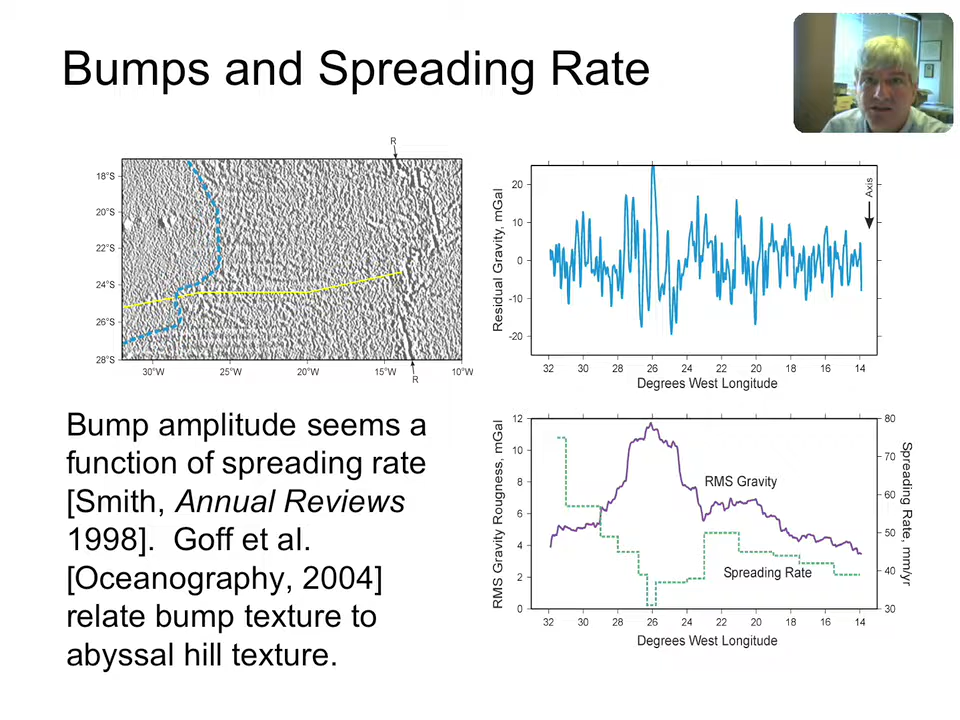 Bumps and Spreading Rate
R
18°S
20°S
22°S
24°S
26°S
28°S
30°W
25°W
20°W
15°W
10°W
R
Residual Gravity, mGal
20
10
0
-10
-20
Axis
32 30 28 26 24 22 20 18 16 14
Degrees West Longitude
Bump amplitude seems a
function of spreading rate
[Smith, Annual Reviews
1998]. Goff et al.
[Oceanography, 2004]
relate bump texture to
abyssal hill texture.
RMS Gravity Rougness, mGal
12
10
8
6
4
2
0
RMS Gravity
Spreading Rate
80
70
60
50
40
30
Spreading Rate, mm/yr
32 30 28 26 24 22 20 18 16 14
Degrees West Longitude